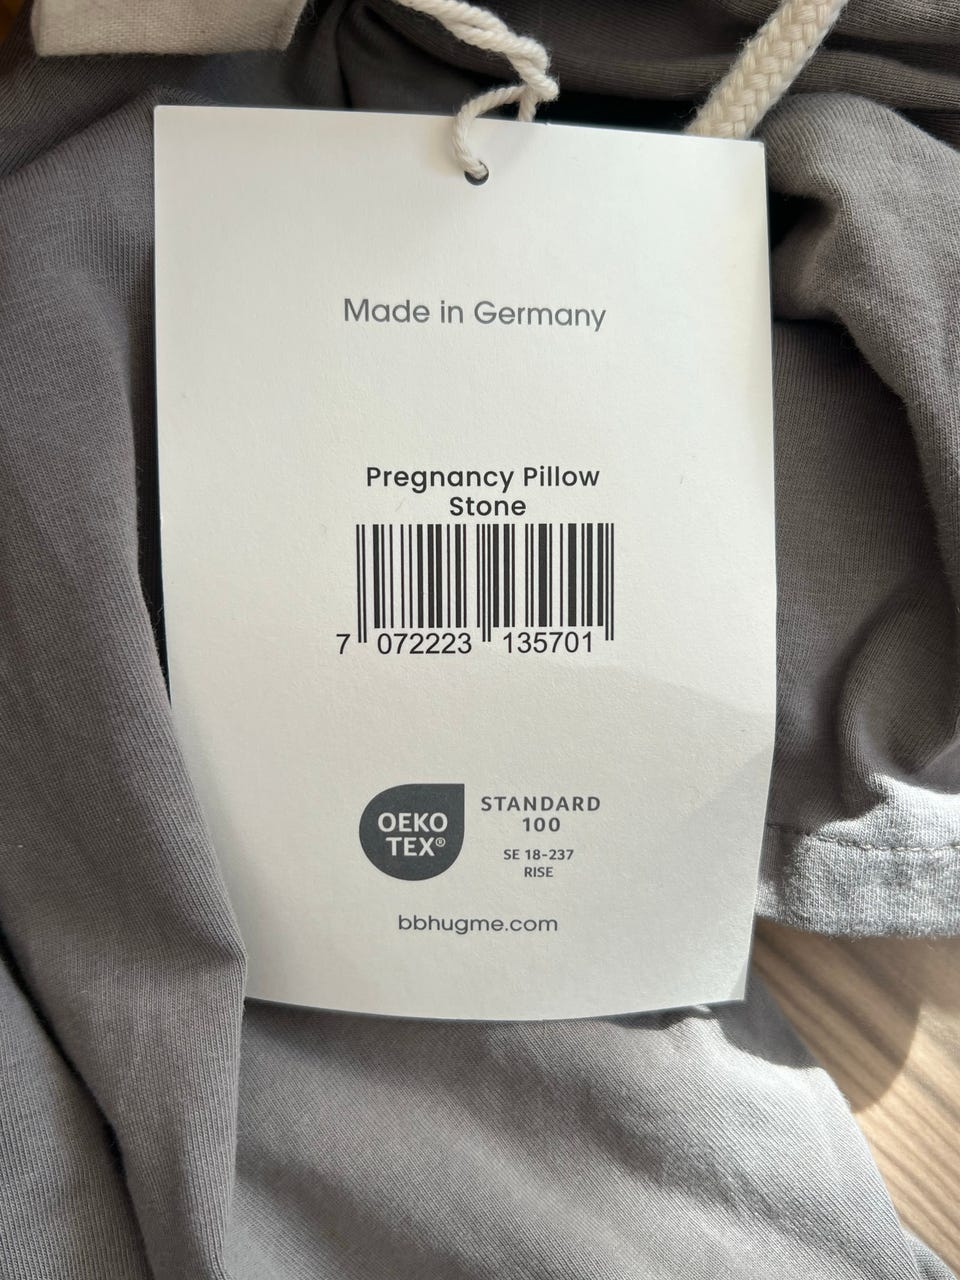 Made in Germany
Pregnancy Pillow
Stone
7 072223 135701
OEKO
TEX®
STANDARD
100
SE 18-237
RISE
bbhugme.com